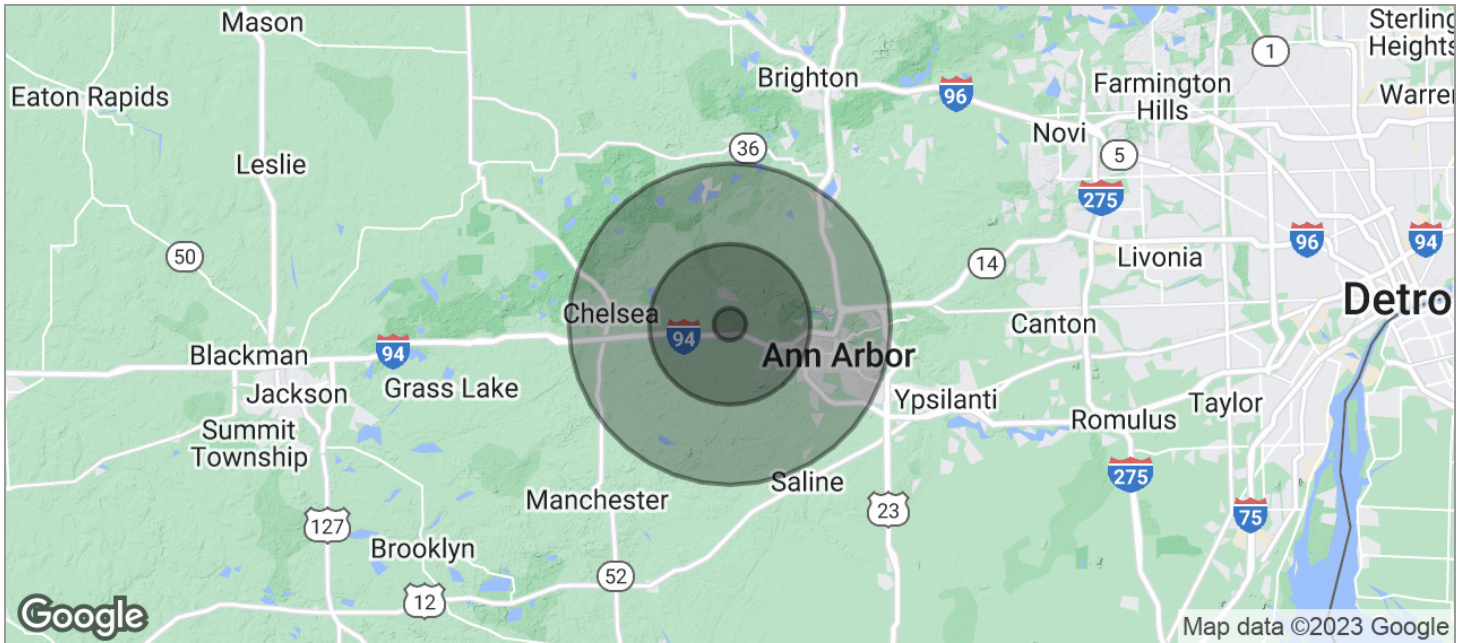 Mason
Sterling
Heights
1
Brighton
Farmington
Hills
96
Eaton Rapids
Warre
Novi
36
5
Leslie
275
50
96
94
Livonia
14
Detro
Chelsea
Canton
94
94
Blackman
Ann Arbor
Jackson
Grass Lake
Ypsilanti
Taylor
Romulus
Summit
Township
275
Saline
Manchester
23
75
127
Brooklyn
52
12
Google
Map data ©2023 Google